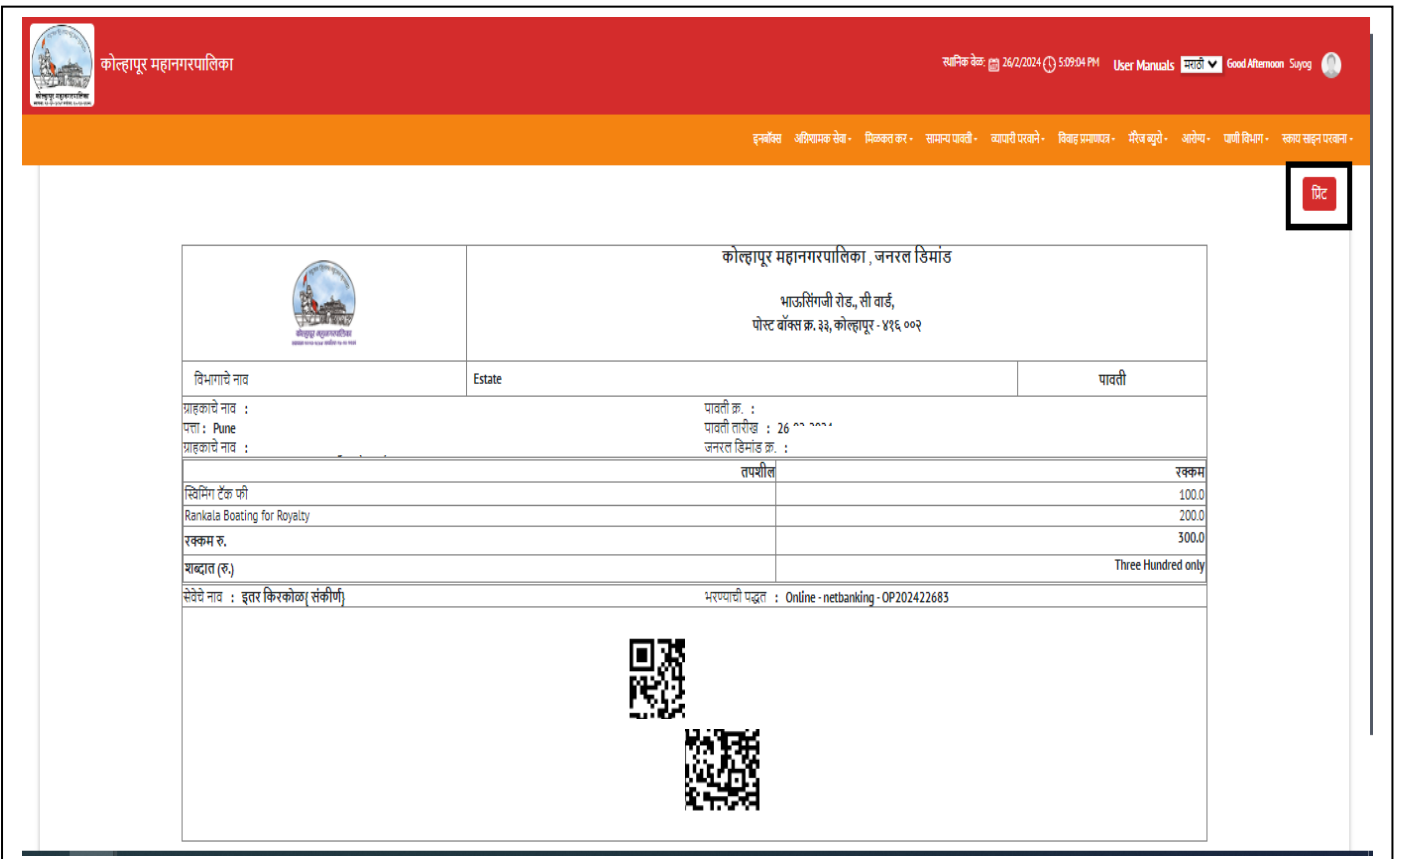 कोल्हापूर महानगरपालिका
स्थानिक वेळ: 26/2/2024 5:09:04 PM User Manuals मराठी Good Afternoon Suyog
इनबॉक्स अग्निशामक सेवा - मिळकत कर - सामान्य पावती - व्यापारी परवाने - विवाह प्रमाणपत्र - मॅरेज ब्युरो - आरोग्य - पाणी विभाग - स्काय साइन परवाना -
प्रिंट
कोल्हापूर महानगरपालिका , जनरल डिमांड
भाऊसिंगजी रोड., सी वार्ड,
पोस्ट बॉक्स क्र. ३३, कोल्हापूर - ४१६ ००२
कोल्हापूर महानगरपालिका
विभागाचे नाव Estate पावती
ग्राहकाचे नाव : पावती क्र. :
पत्ता : Pune पावती तारीख : 26
ग्राहकाचे नाव : जनरल डिमांड क्र. :
तपशील रक्कम
स्विमिंग टॅक फी 100.0
Rankala Boating for Royalty 200.0
रक्कम रु. 300.0
शब्दात (रु.) Three Hundred only
सेवेचे नाव : इतर किरकोळ( संकीर्ण) भरण्याची पद्धत : Online - netbanking - OP202422683